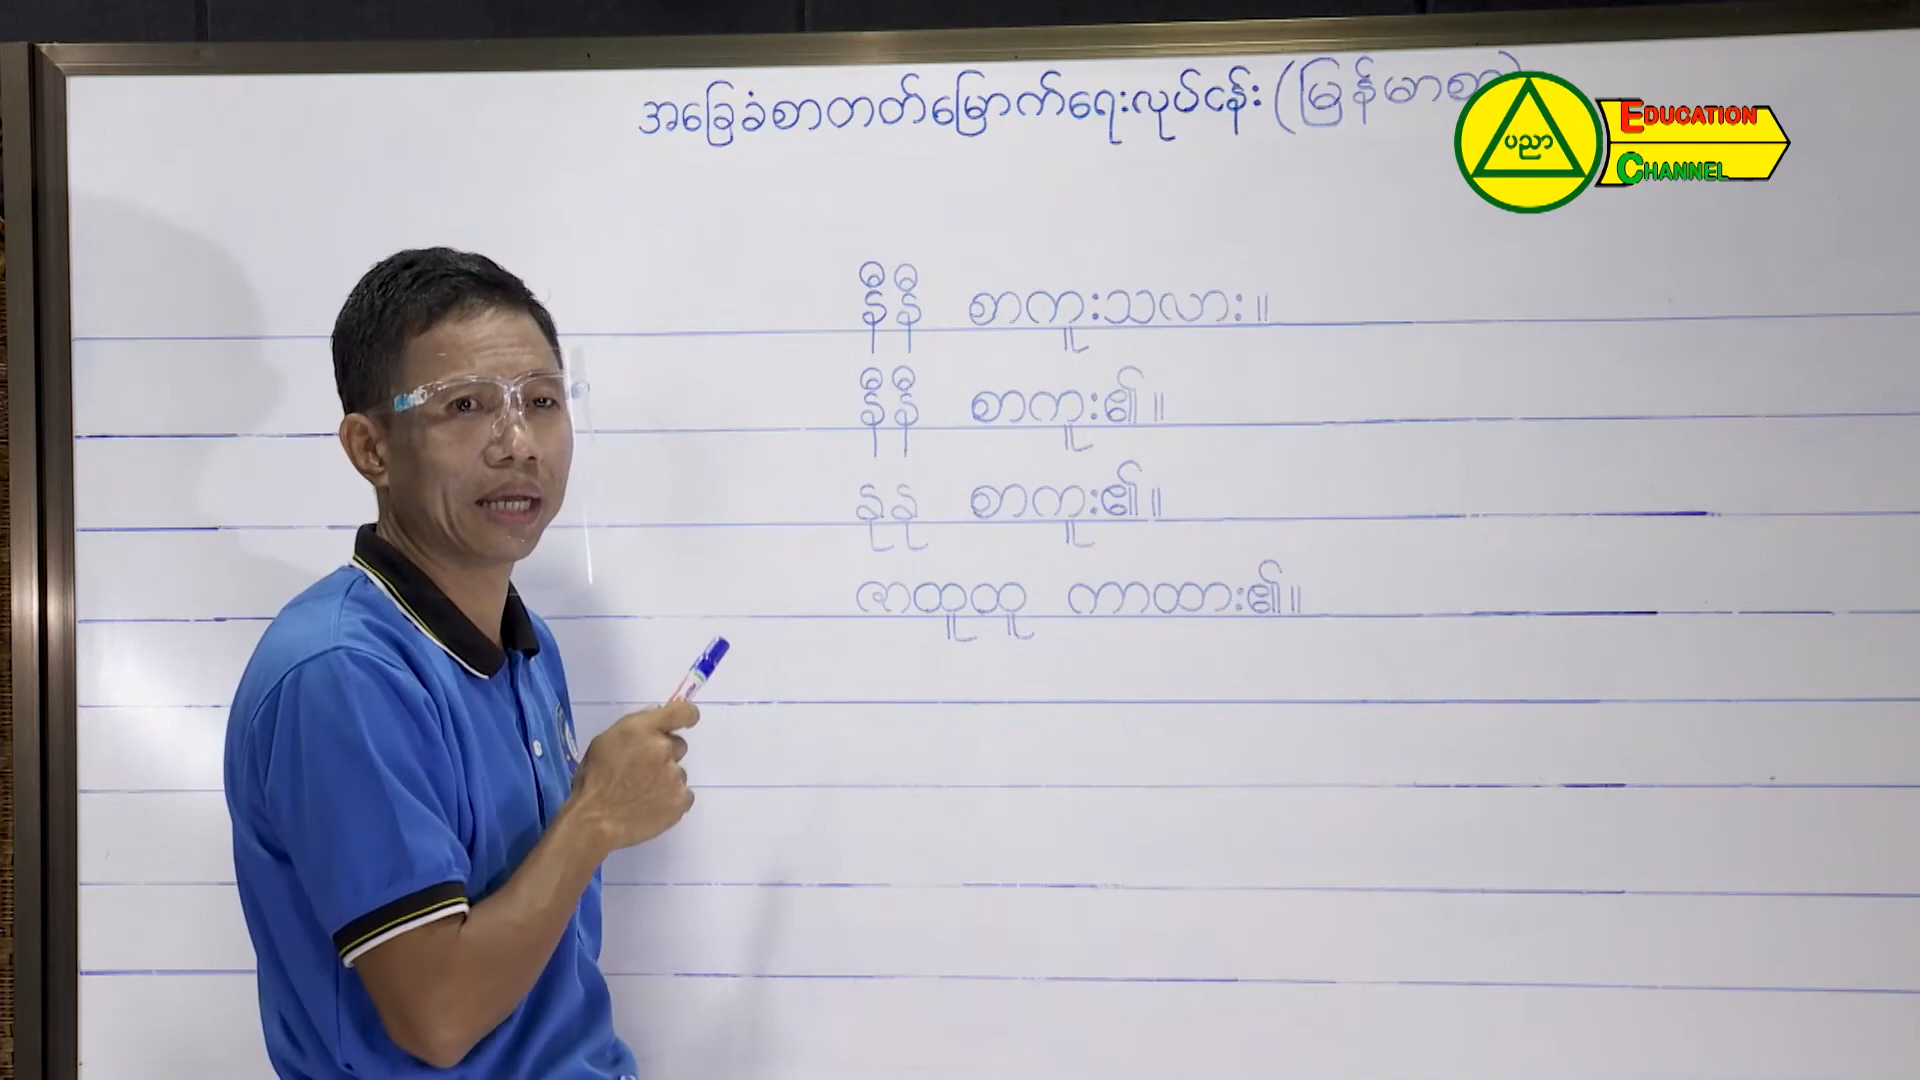 အခြေခံစာတတ်မြောက်ရေးလုပ်ငန်း (မြန်မာစာ)
ပညာ
EDUCATION
CHANNEL
နီနီ စာကူးသလား။
နီနီ စာကူး၏။
နုနု စာကူး၏။
ဇာထူထူ ကာထား၏။